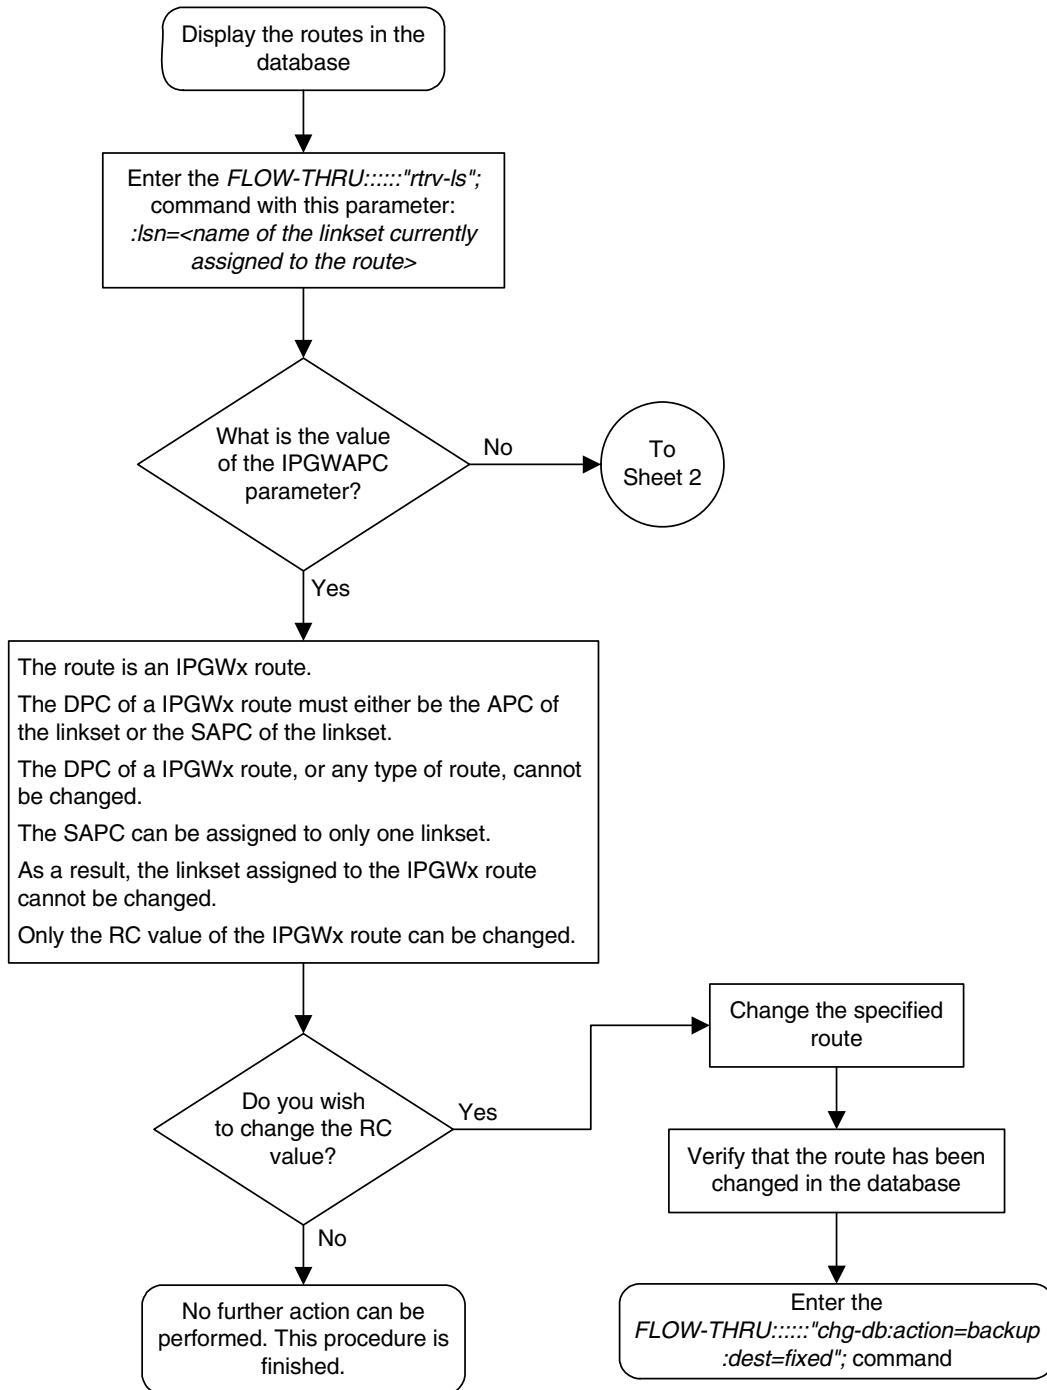 Display the routes in the
database
Enter the FLOW-THRU::::::"rtrv-ls";
command with this parameter:
:lsn=<name of the linkset currently
assigned to the route>
What is the value
of the IPGWAPC
parameter?
No
To
Sheet 2
Yes
The route is an IPGWx route.
The DPC of a IPGWx route must either be the APC of
the linkset or the SAPC of the linkset.
The DPC of a IPGWx route, or any type of route, cannot
be changed.
The SAPC can be assigned to only one linkset.
As a result, the linkset assigned to the IPGWx route
cannot be changed.
Only the RC value of the IPGWx route can be changed.
Do you wish
to change the RC
value?
Yes
Change the specified
route
Verify that the route has been
changed in the database
Enter the
FLOW-THRU::::::"chg-db:action=backup
:dest=fixed"; command
No
No further action can be
performed. This procedure is
finished.